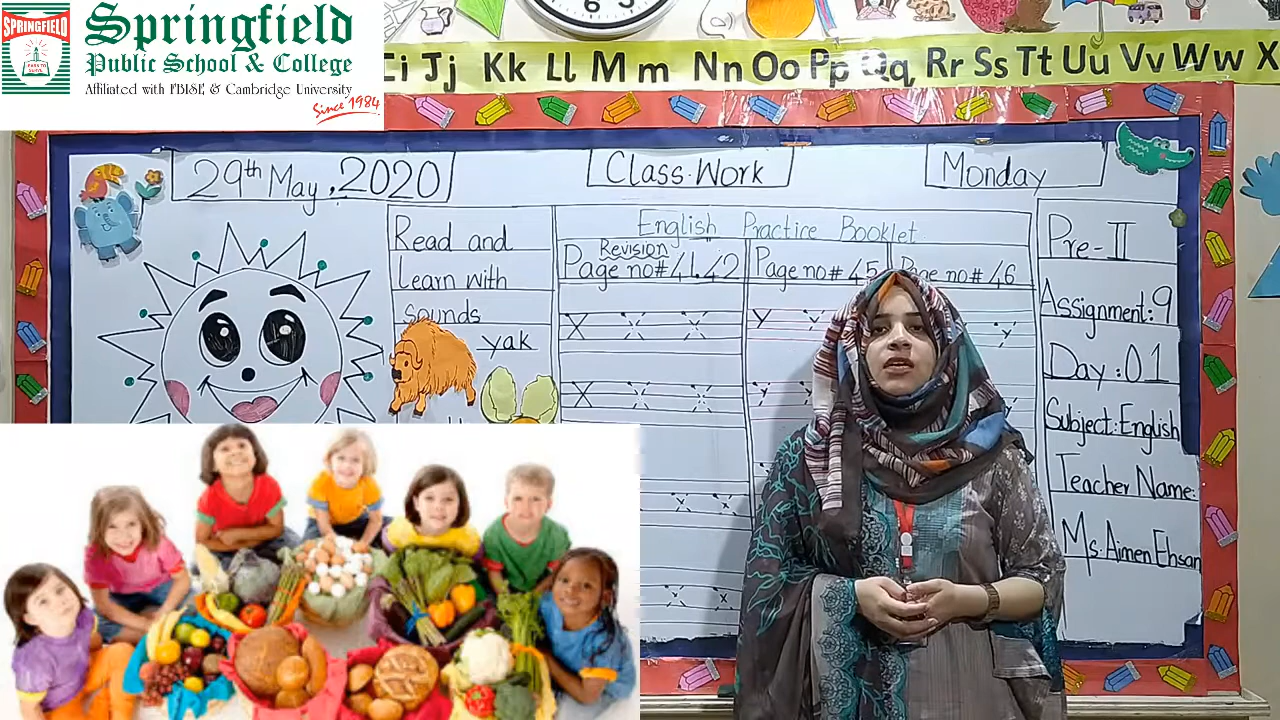 SPRINGFIELD
LEARN TO SERVE
Springfield
Public School & College
Affiliated with FBISE & Cambridge University
Since 1984
Ii Jj Kk Ll Mm Nn Oo Pp Qq Rr Ss Tt Uu Vv Ww X
29th May, 2020
Class Work
Monday
Read and
learn with
sounds
yak
English Practice Booklet
Revision
Page no# 41.42
Page no# 45
Page no# 46
x x x
y y
y
x x x
y y
y
x x
x x
Pre-II
Assignment: 9
Day: 01
Subject: English
Teacher Name:
Ms. Aimen Ehsan